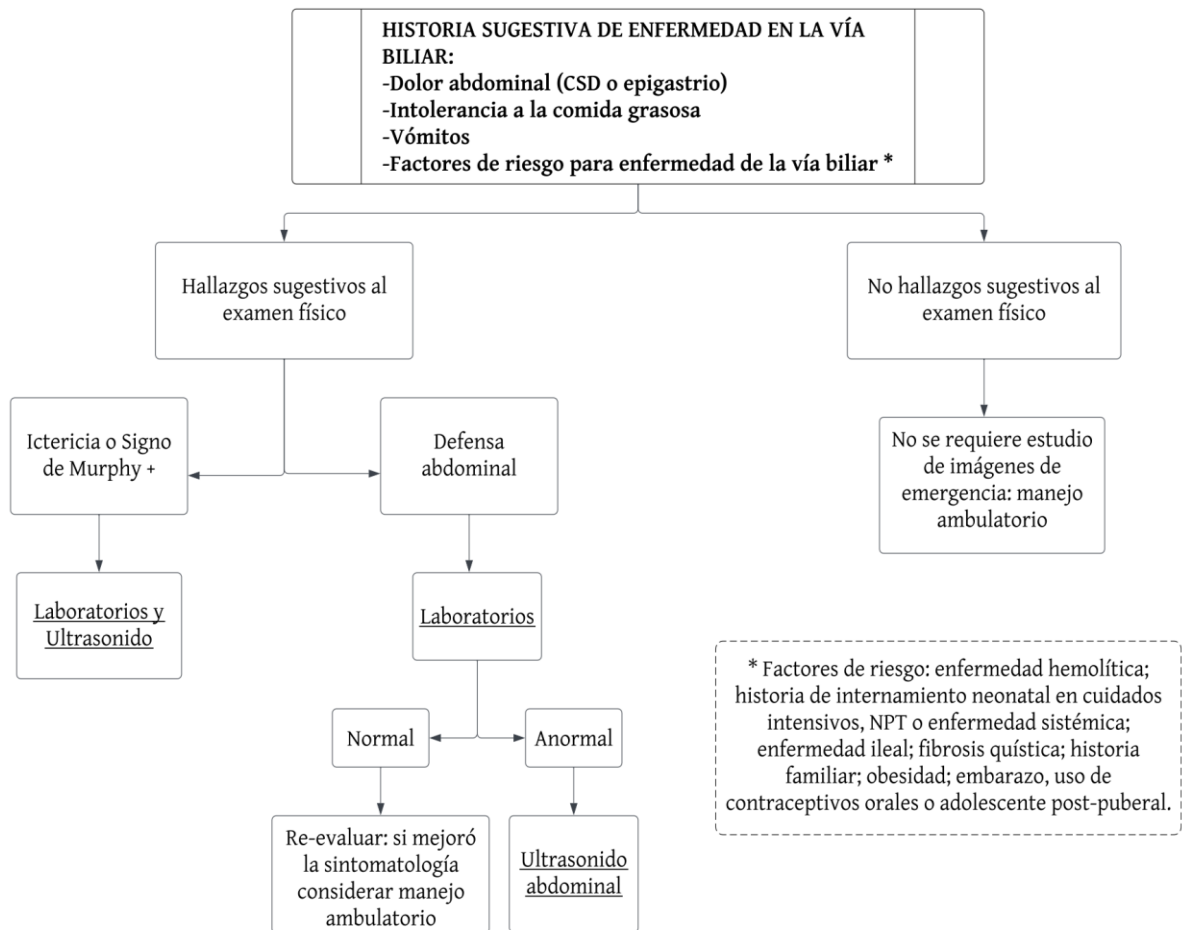 HISTORIA SUGESTIVA DE ENFERMEDAD EN LA VÍA
BILIAR:
-Dolor abdominal (CSD o epigastrio)
-Intolerancia a la comida grasosa
-Vómitos
-Factores de riesgo para enfermedad de la vía biliar *
Hallazgos sugestivos al
examen físico
No hallazgos sugestivos al
examen físico
Ictericia o Signo
de Murphy +
Defensa
abdominal
No se requiere estudio
de imágenes de
emergencia: manejo
ambulatorio
Laboratorios y
Ultrasonido
Laboratorios
* Factores de riesgo: enfermedad hemolítica;
historia de internamiento neonatal en cuidados
intensivos, NPT o enfermedad sistémica;
enfermedad ileal; fibrosis quística; historia
familiar; obesidad; embarazo, uso de
contraceptivos orales o adolescente post-puberal.
Normal
Anormal
Re-evaluar: si mejoró
la sintomatología
considerar manejo
ambulatorio
Ultrasonido
abdominal